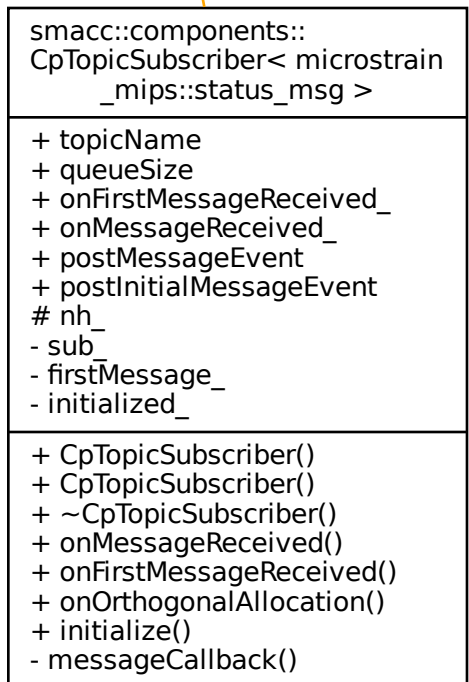 smacc::components::
CpTopicSubscriber< microstrain
_mips::status_msg >
+ topicName
+ queueSize
+ onFirstMessageReceived_
+ onMessageReceived_
+ postMessageEvent
+ postInitialMessageEvent
# nh_
- sub_
- firstMessage_
- initialized_
+ CpTopicSubscriber()
+ CpTopicSubscriber()
+ ~CpTopicSubscriber()
+ onMessageReceived()
+ onFirstMessageReceived()
+ onOrthogonalAllocation()
+ initialize()
- messageCallback()